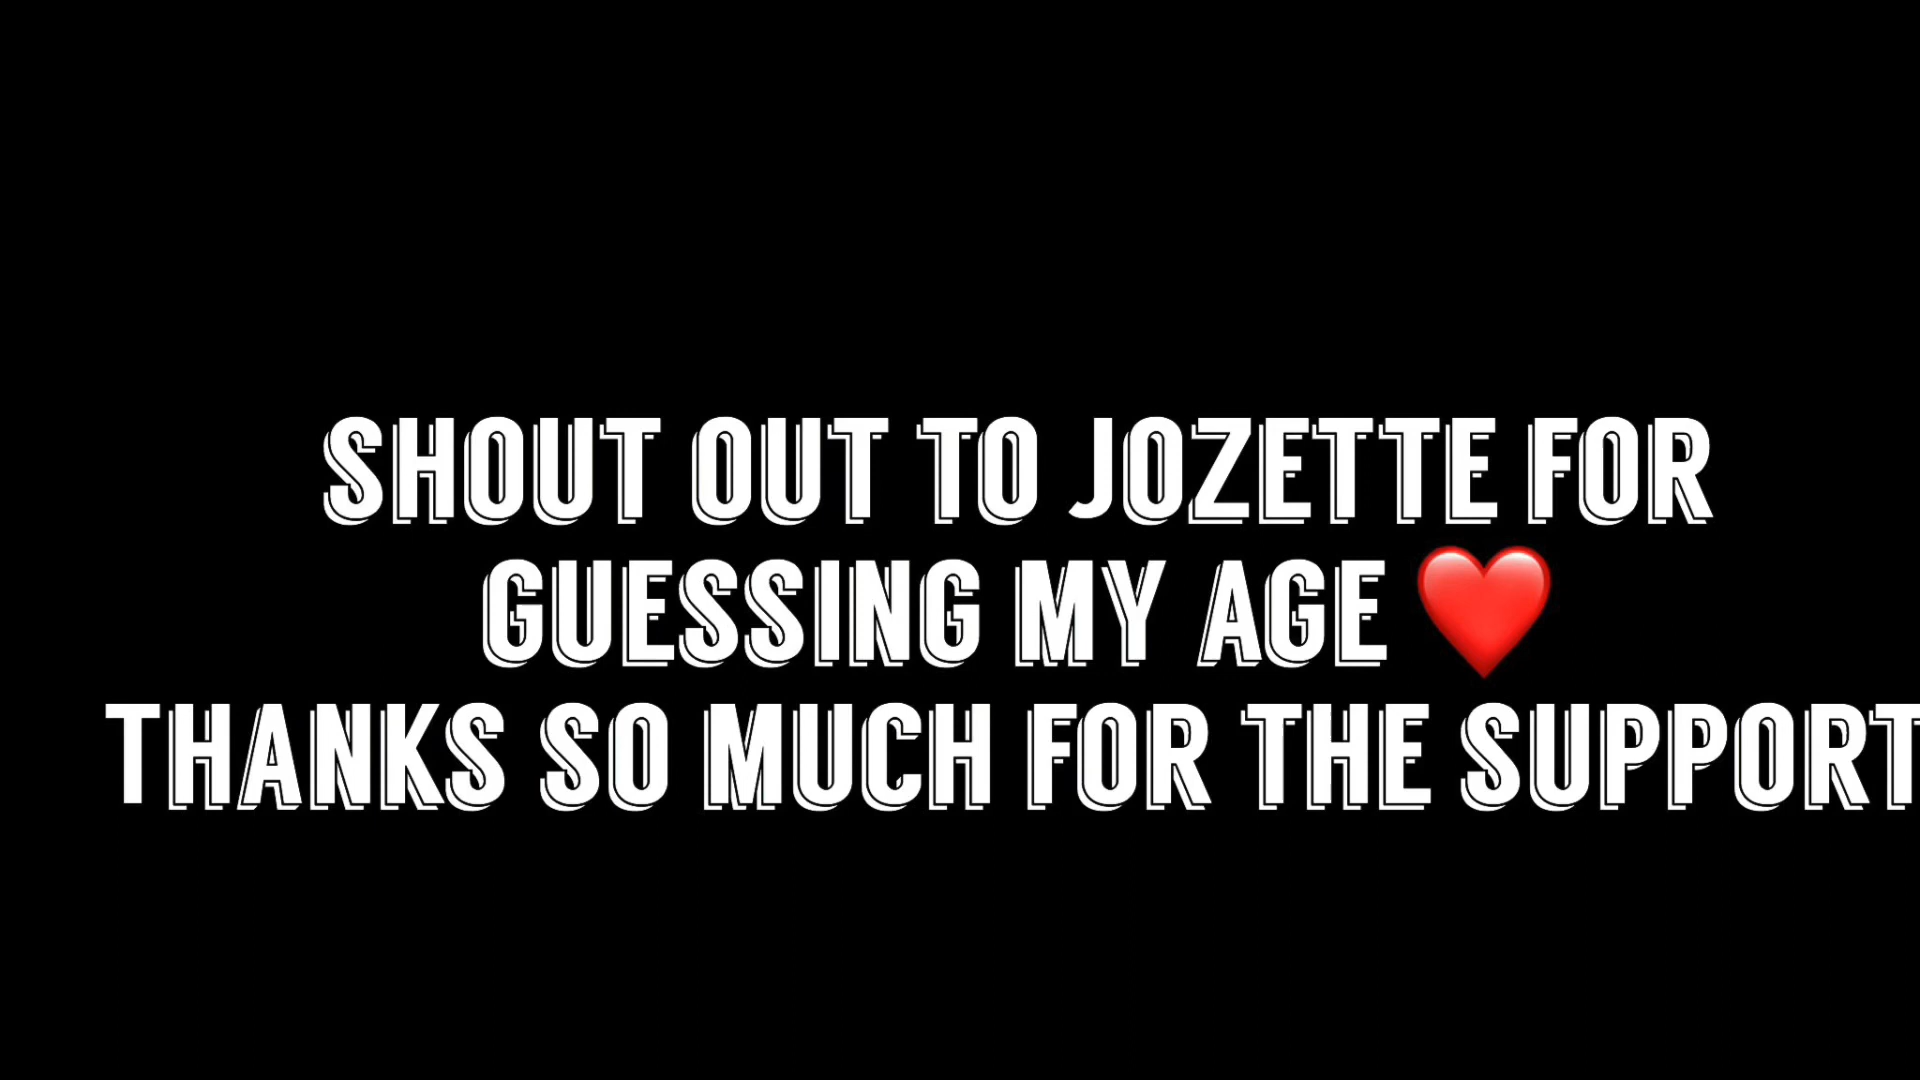 SHOUT OUT TO JOZETTE FOR
GUESSING MY AGE ❤️
THANKS SO MUCH FOR THE SUPPORT